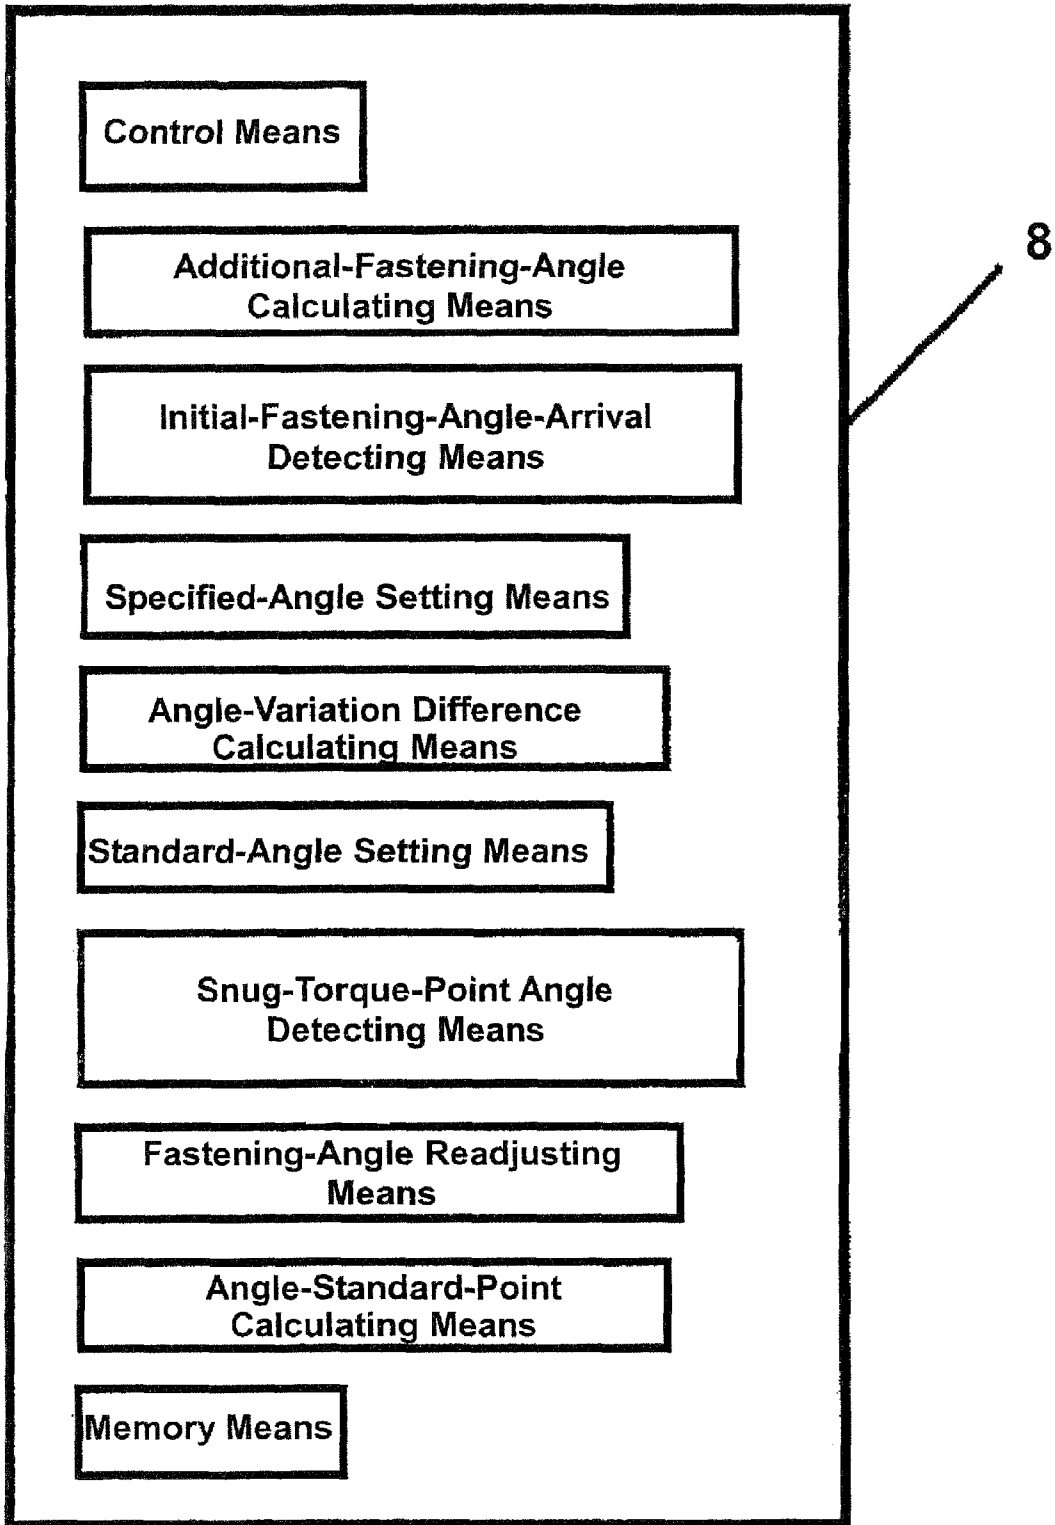 Control Means
8
Additional-Fastening-Angle
Calculating Means
Initial-Fastening-Angle-Arrival
Detecting Means
Specified-Angle Setting Means
Angle-Variation Difference
Calculating Means
Standard-Angle Setting Means
Snug-Torque-Point Angle
Detecting Means
Fastening-Angle Readjusting
Means
Angle-Standard-Point
Calculating Means
Memory Means